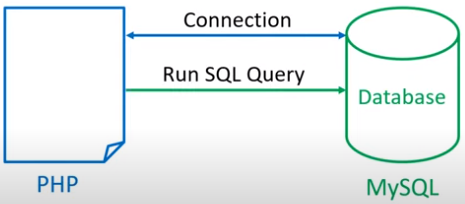 Connection
Run SQL Query
Database
PHP
MySQL